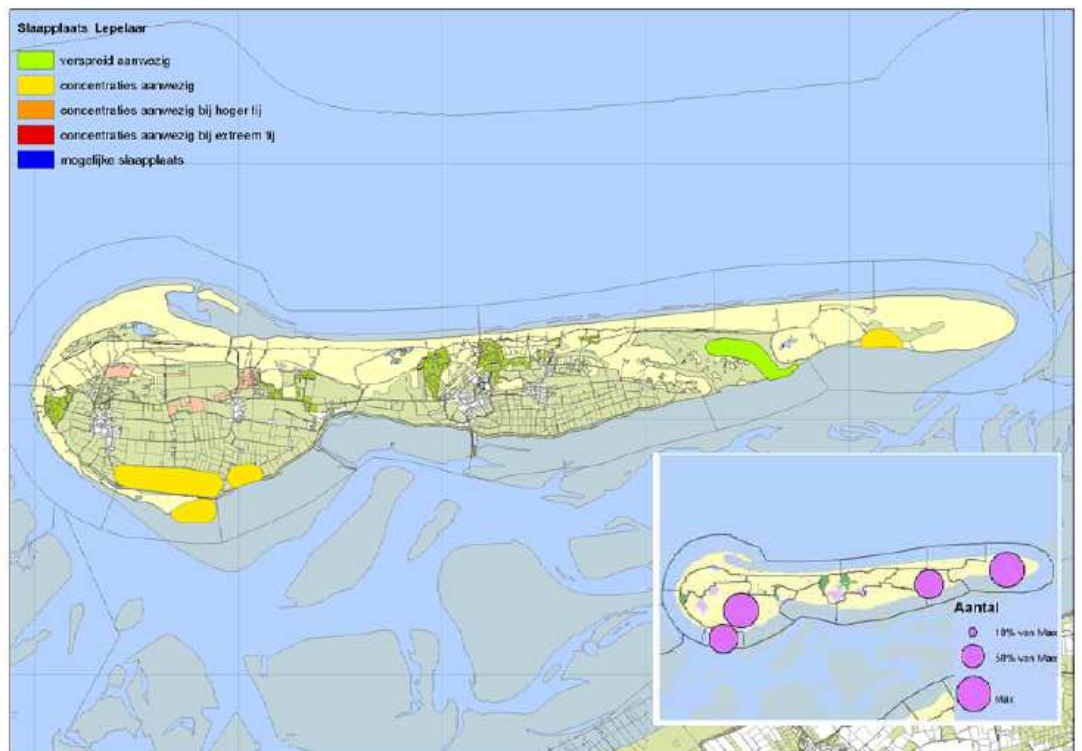 Slaapplaats Lepelaar
verspreid aanwezig
concentraties aanwezig
concentraties aanwezig bij hoger tij
concentraties aanwezig bij extreem tij
mogelijke slaapplaats
Aantal
10% van Max
50% van Max
Max